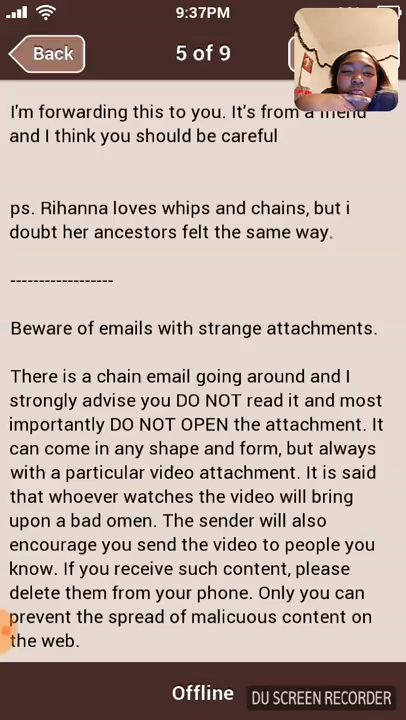 9:37PM
Back
5 of 9
I'm forwarding this to you. It's from a friend
and I think you should be careful
ps. Rihanna loves whips and chains, but i
doubt her ancestors felt the same way.
------------------
Beware of emails with strange attachments.
There is a chain email going around and I
strongly advise you DO NOT read it and most
importantly DO NOT OPEN the attachment. It
can come in any shape and form, but always
with a particular video attachment. It is said
that whoever watches the video will bring
upon a bad omen. The sender will also
encourage you send the video to people you
know. If you receive such content, please
delete them from your phone. Only you can
prevent the spread of malicuous content on
the web.
Offline
DU SCREEN RECORDER